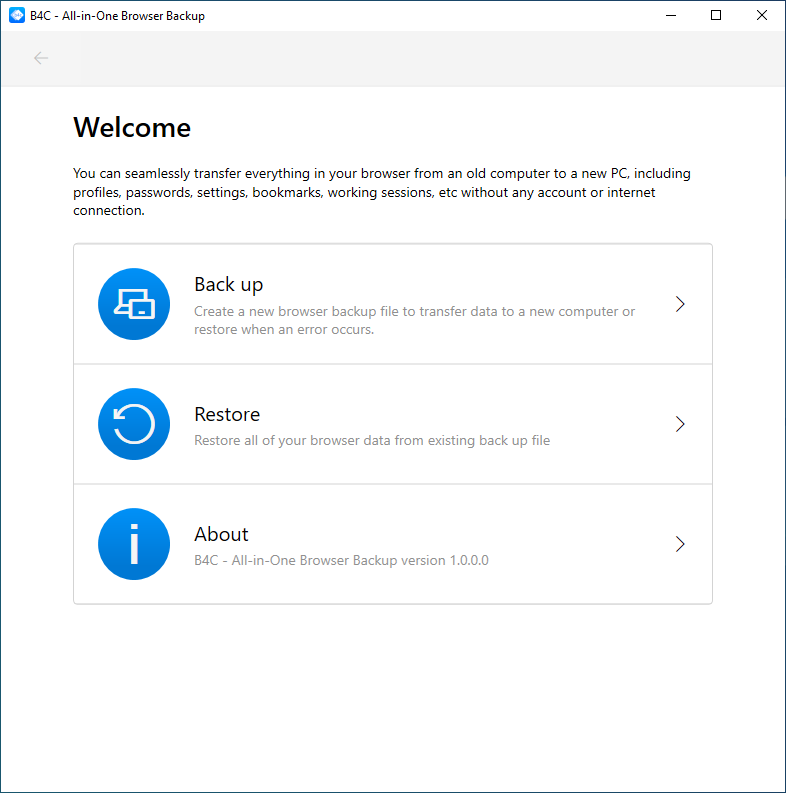 B4C - All-in-One Browser Backup
Welcome
You can seamlessly transfer everything in your browser from an old computer to a new PC, including
profiles, passwords, settings, bookmarks, working sessions, etc without any account or internet
connection.
Back up
Create a new browser backup file to transfer data to a new computer or
restore when an error occurs.
Restore
Restore all of your browser data from existing back up file
About
B4C - All-in-One Browser Backup version 1.0.0.0